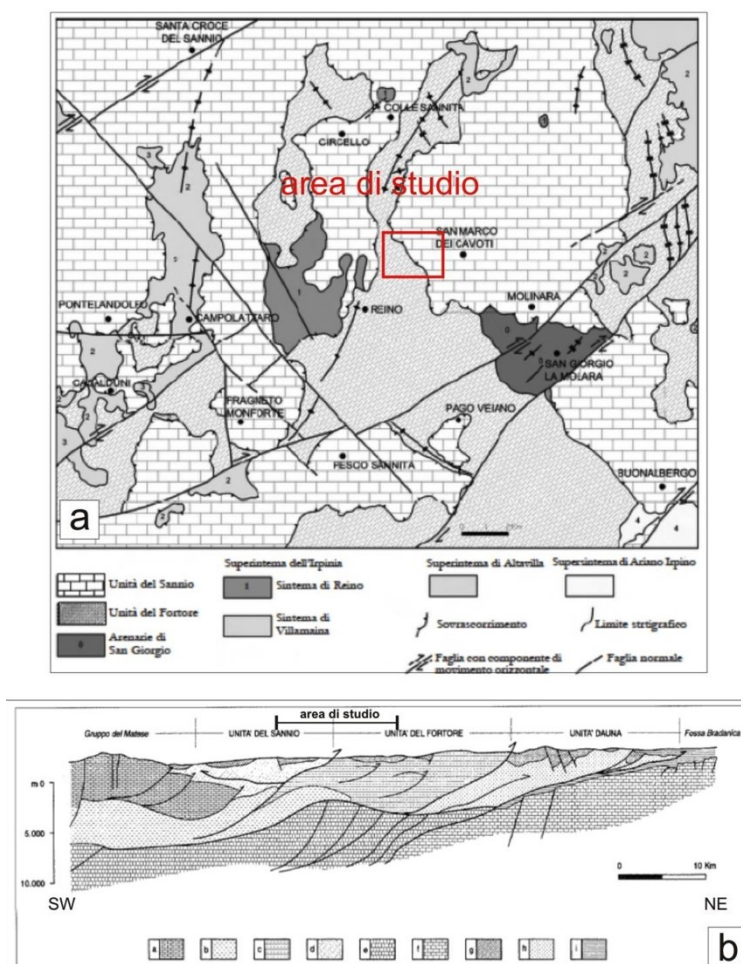 SANTA CROCE
DEL SANNIO
COLLE SANNITA
CIRCELLO
area di studio
SAN MARCO
DEI CAVOTI
PONTELANDOLFO
CAMPOLATTARO
REINO
MOLINARA
SAN GIORGIO
LA MOLARA
CASALDUNI
FRAGNETO
MONFORTE
PAGO VEIANO
PESCO SANNITA
BUONALBERGO
a
Superintema dell'Irpinia
Superintema di Altavilla
Supersintema di Ariano Irpino
Unità del Sannio
Sintema di Reino
Unità del Fortore
Sintema di
Villamaina
Arenarie di
San Giorgio
Sovrascorrimento
Limite strtigrafico
Faglia con componente di
movimento orizzontale
Faglia normale
area di studio
Gruppo del Matese
UNITA' DEL SANNIO
UNITA' DEL FORTORE
UNITA' DAUNA
Fossa Bradanica
m 0
5.000
10.000
0 10 Km
SW
NE
a b c d e f g h i
b